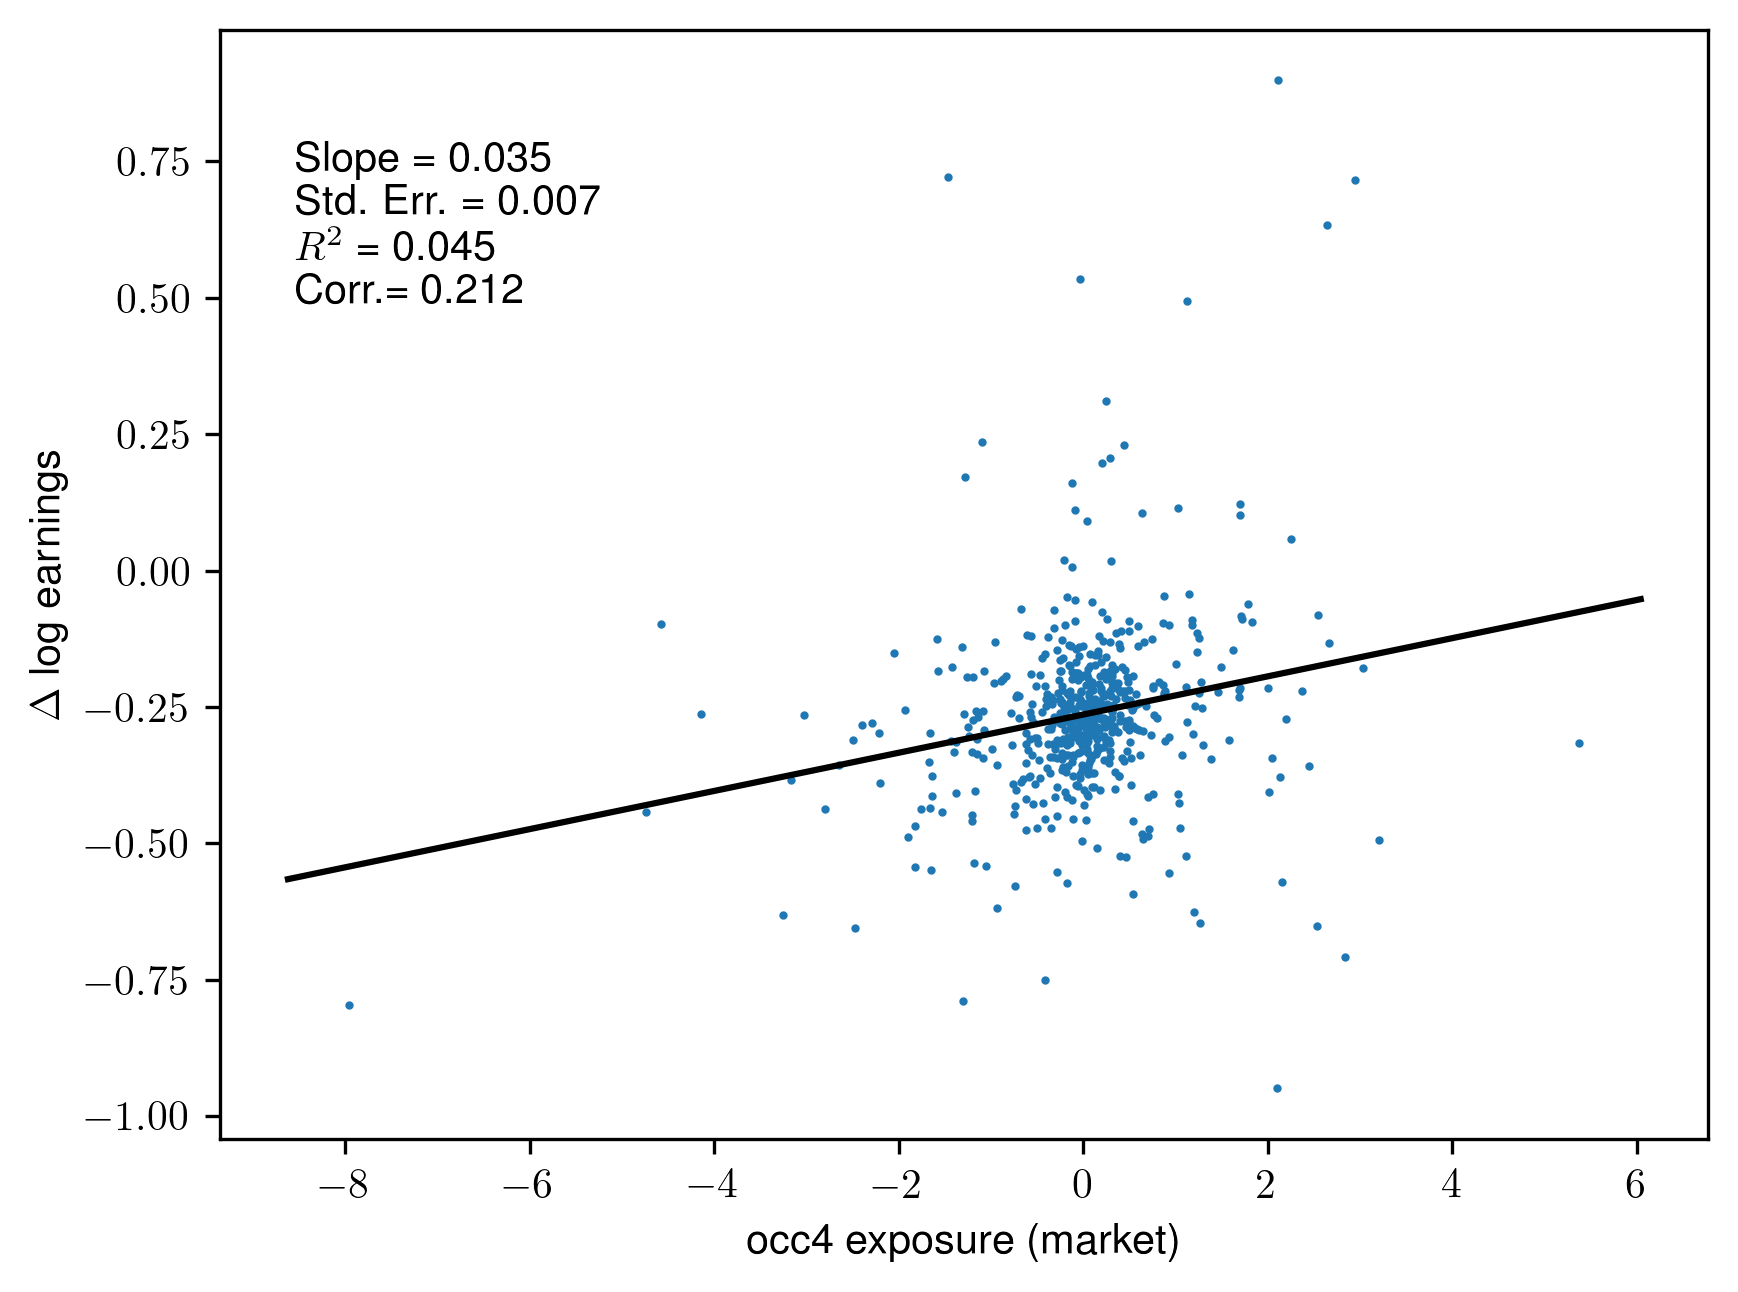 Slope = 0.035
Std. Err. = 0.007
R² = 0.045
Corr.= 0.212
0.75
0.50
0.25
0.00
−0.25
−0.50
−0.75
−1.00
Δ log earnings
−8 −6 −4 −2 0 2 4 6
occ4 exposure (market)